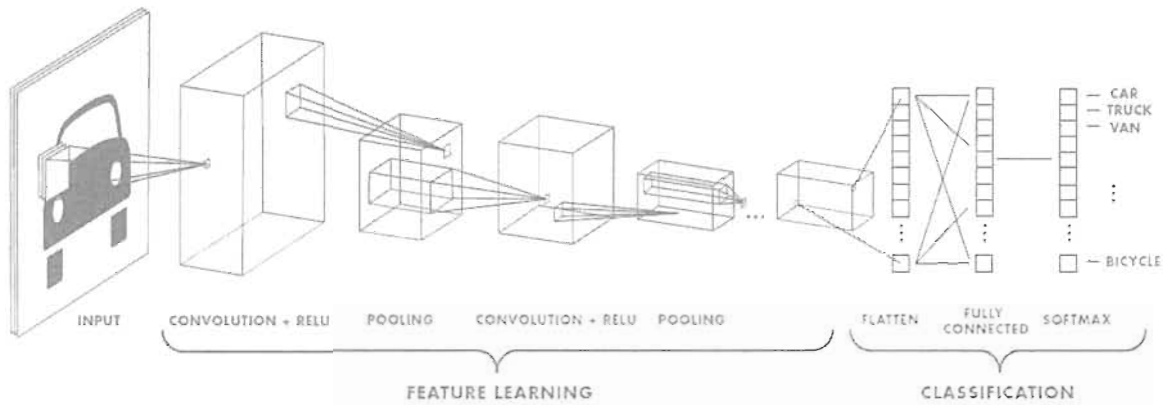 CAR
TRUCK
VAN
BICYCLE
INPUT
CONVOLUTION + RELU
POOLING
CONVOLUTION + RELU
POOLING
FLATTEN
FULLY
CONNECTED
SOFTMAX
FEATURE LEARNING
CLASSIFICATION